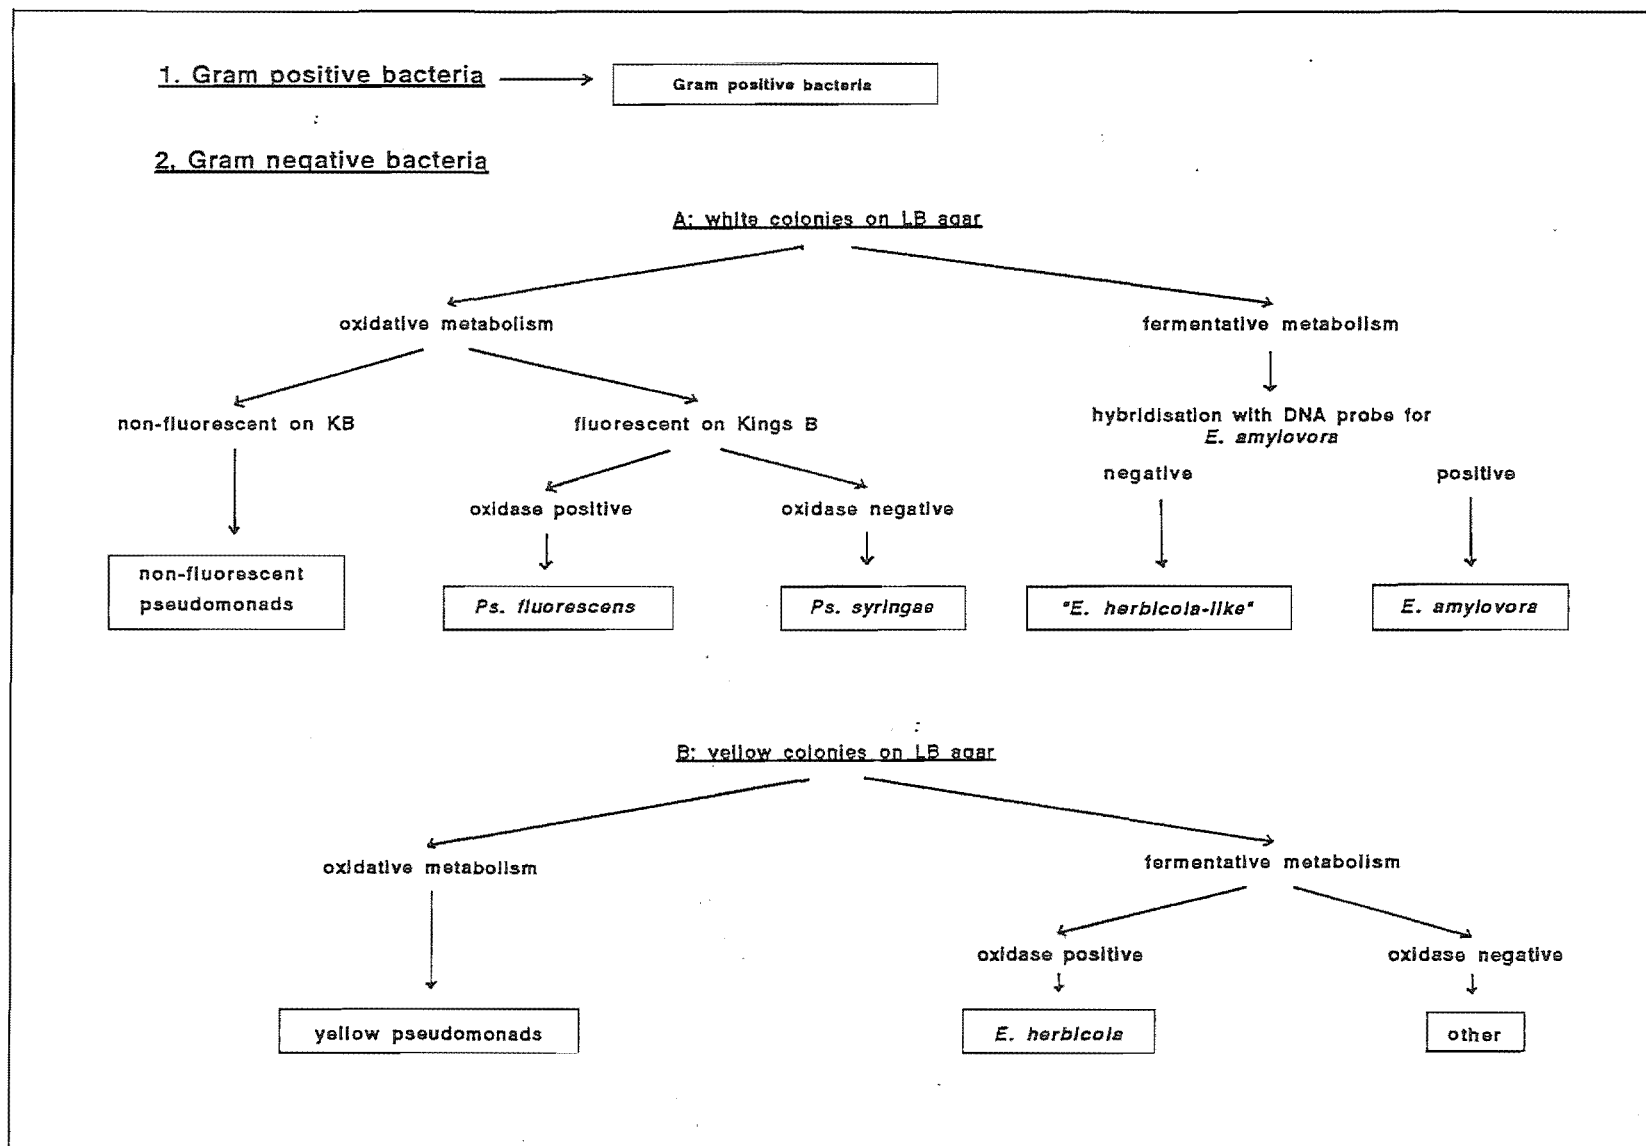 1. Gram positive bacteria
Gram positive bacteria
2. Gram negative bacteria
A: white colonies on LB agar
oxidative metabolism
fermentative metabolism
non-fluorescent on KB
fluorescent on Kings B
hybridisation with DNA probe for
E. amylovora
negative
positive
oxidase positive
oxidase negative
non-fluorescent
pseudomonads
Ps. fluorescens
Ps. syringae
"E. herbicola-like"
E. amylovora
B: yellow colonies on LB agar
oxidative metabolism
fermentative metabolism
oxidase positive
oxidase negative
yellow pseudomonads
E. herbicola
other